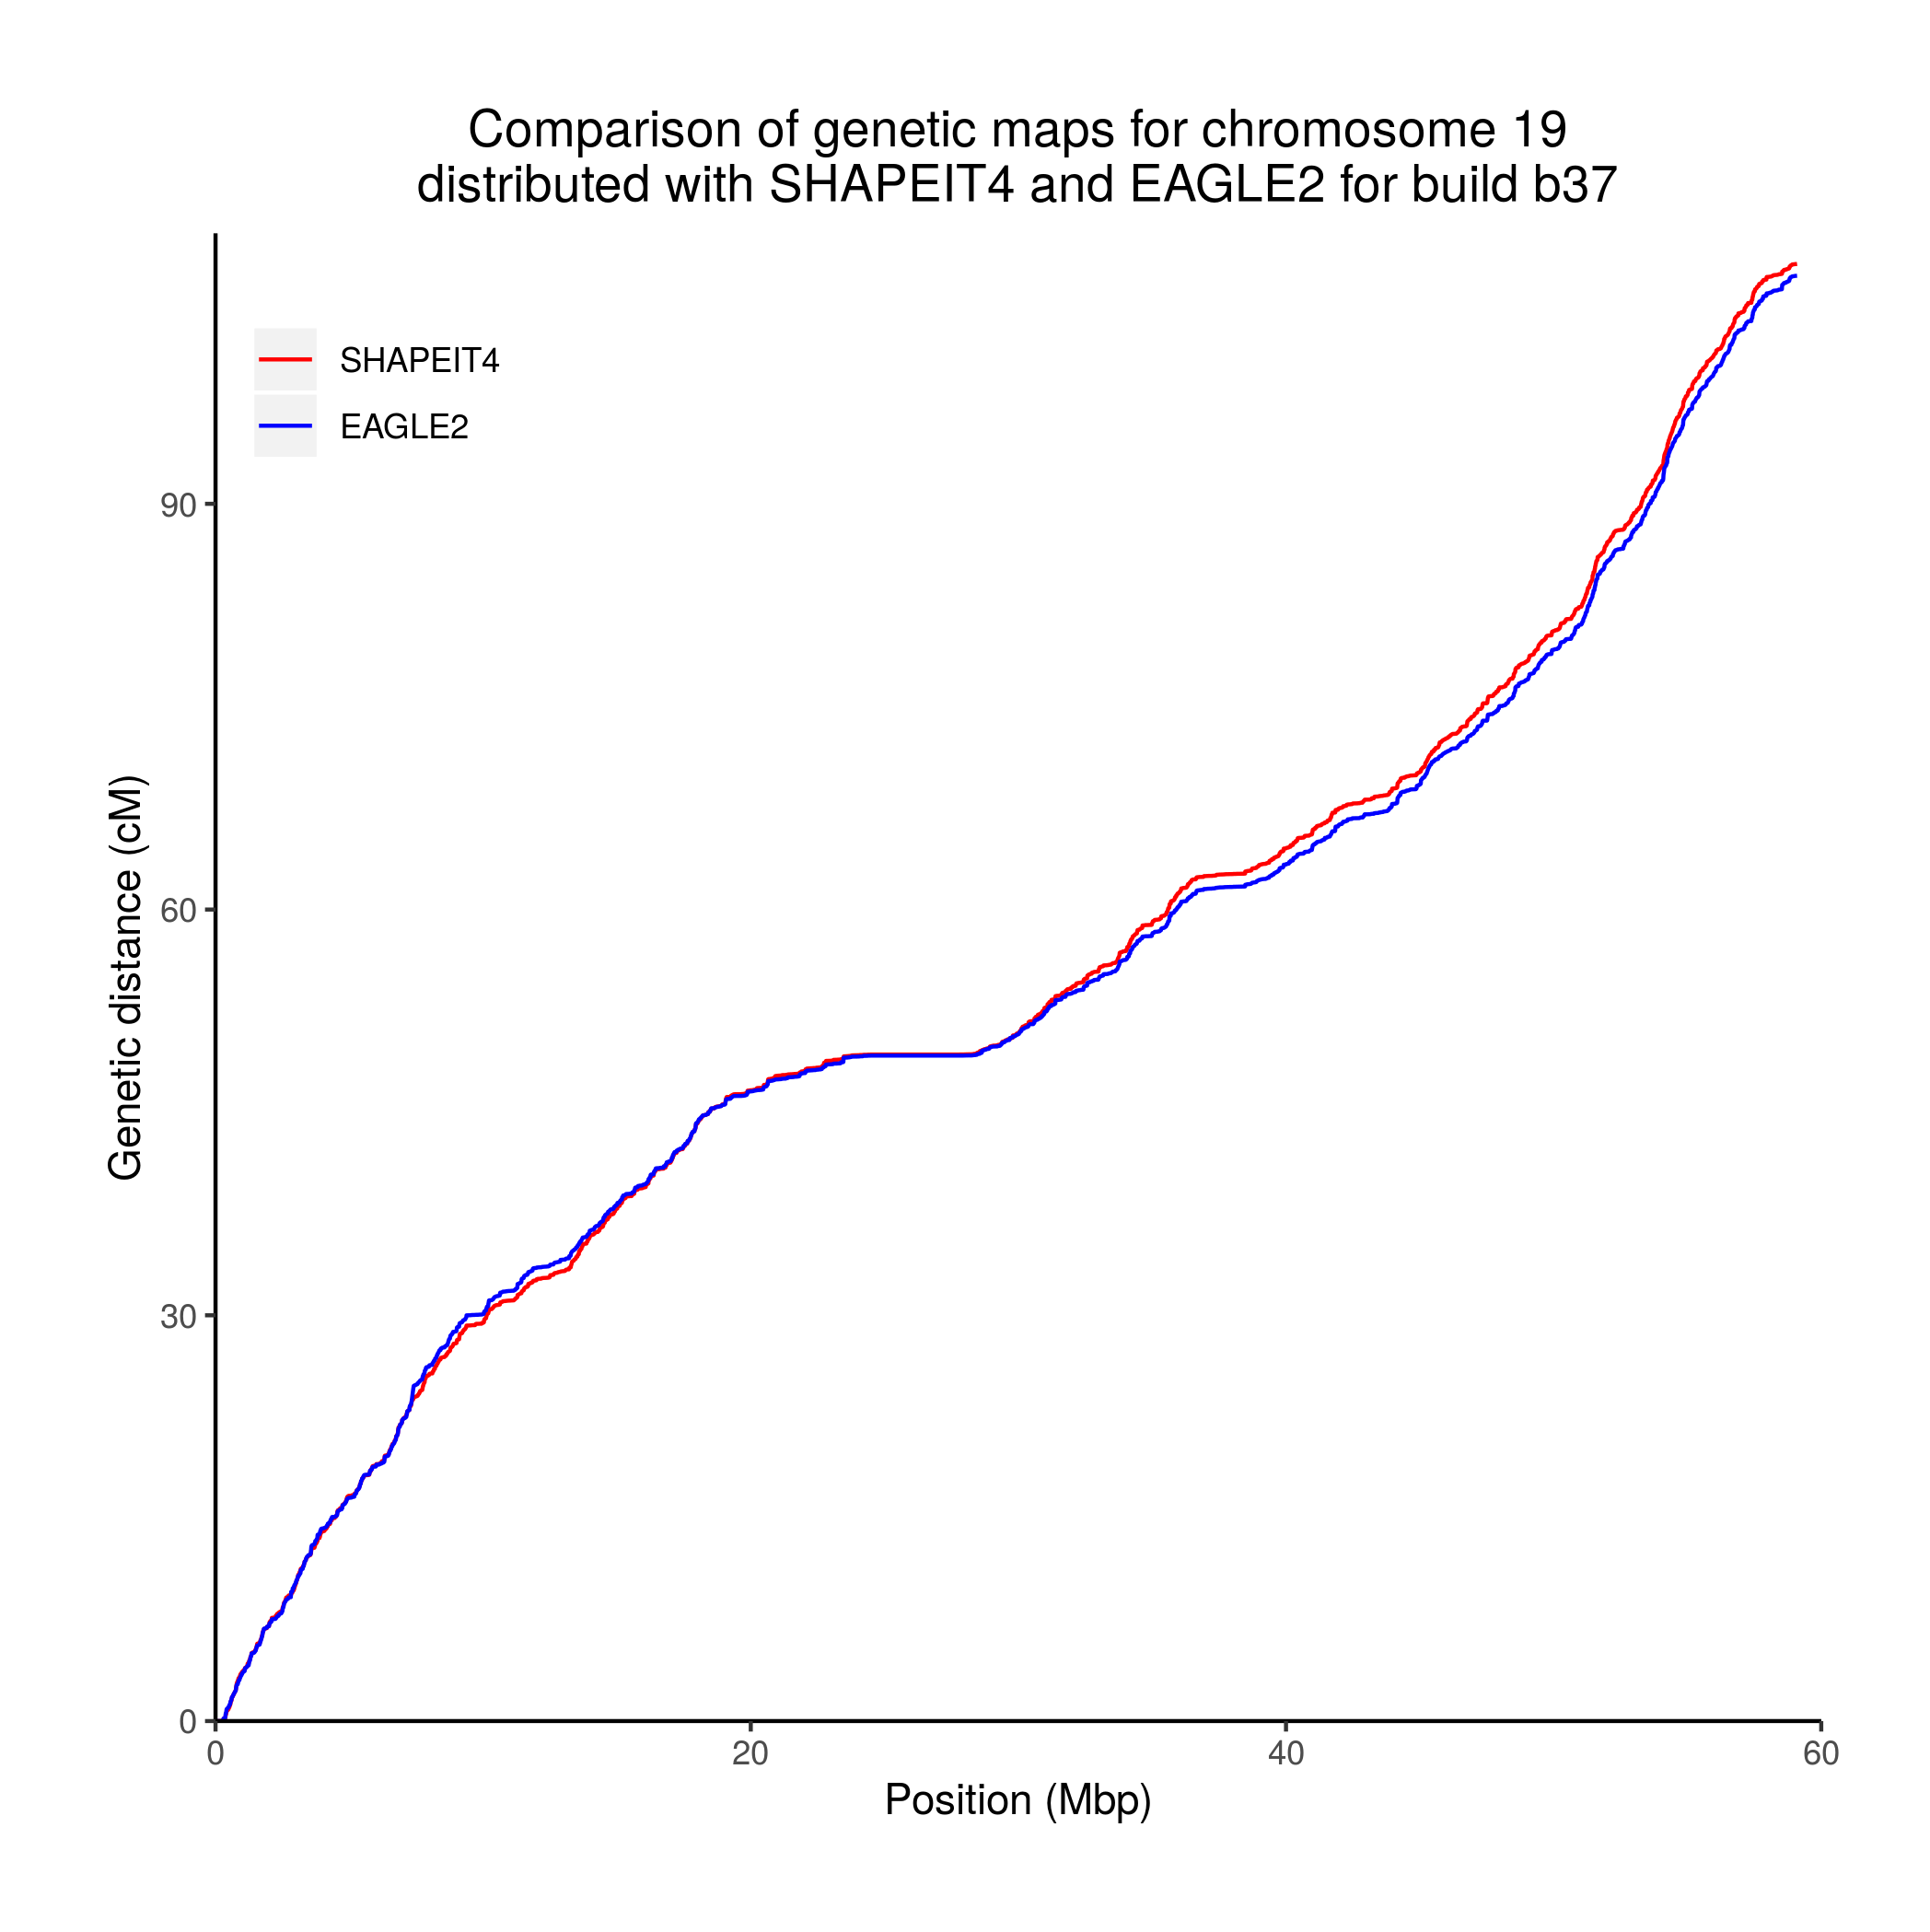 Comparison of genetic maps for chromosome 19
distributed with SHAPEIT4 and EAGLE2 for build b37
SHAPEIT4
EAGLE2
90
60
30
0
Genetic distance (cM)
0 20 40 60
Position (Mbp)